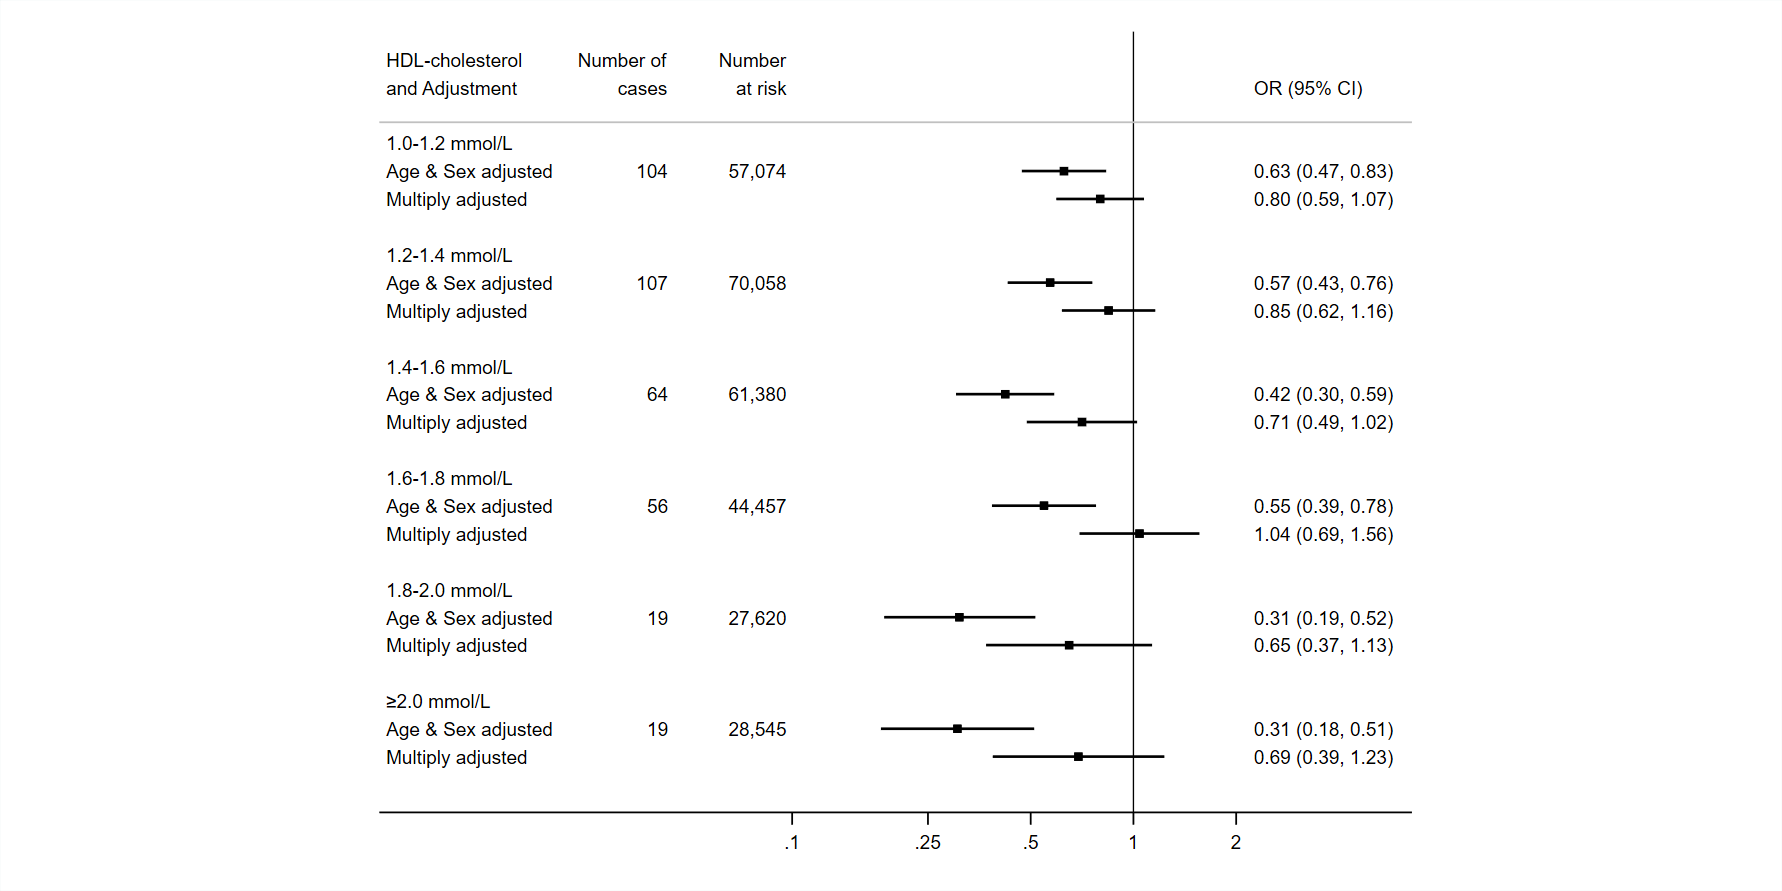 HDL-cholesterol Number of Number
and Adjustment cases at risk OR (95% CI)
1.0-1.2 mmol/L
Age & Sex adjusted 104 57,074 0.63 (0.47, 0.83)
Multiply adjusted 0.80 (0.59, 1.07)
1.2-1.4 mmol/L
Age & Sex adjusted 107 70,058 0.57 (0.43, 0.76)
Multiply adjusted 0.85 (0.62, 1.16)
1.4-1.6 mmol/L
Age & Sex adjusted 64 61,380 0.42 (0.30, 0.59)
Multiply adjusted 0.71 (0.49, 1.02)
1.6-1.8 mmol/L
Age & Sex adjusted 56 44,457 0.55 (0.39, 0.78)
Multiply adjusted 1.04 (0.69, 1.56)
1.8-2.0 mmol/L
Age & Sex adjusted 19 27,620 0.31 (0.19, 0.52)
Multiply adjusted 0.65 (0.37, 1.13)
≥2.0 mmol/L
Age & Sex adjusted 19 28,545 0.31 (0.18, 0.51)
Multiply adjusted 0.69 (0.39, 1.23)
.1 .25 .5 1 2